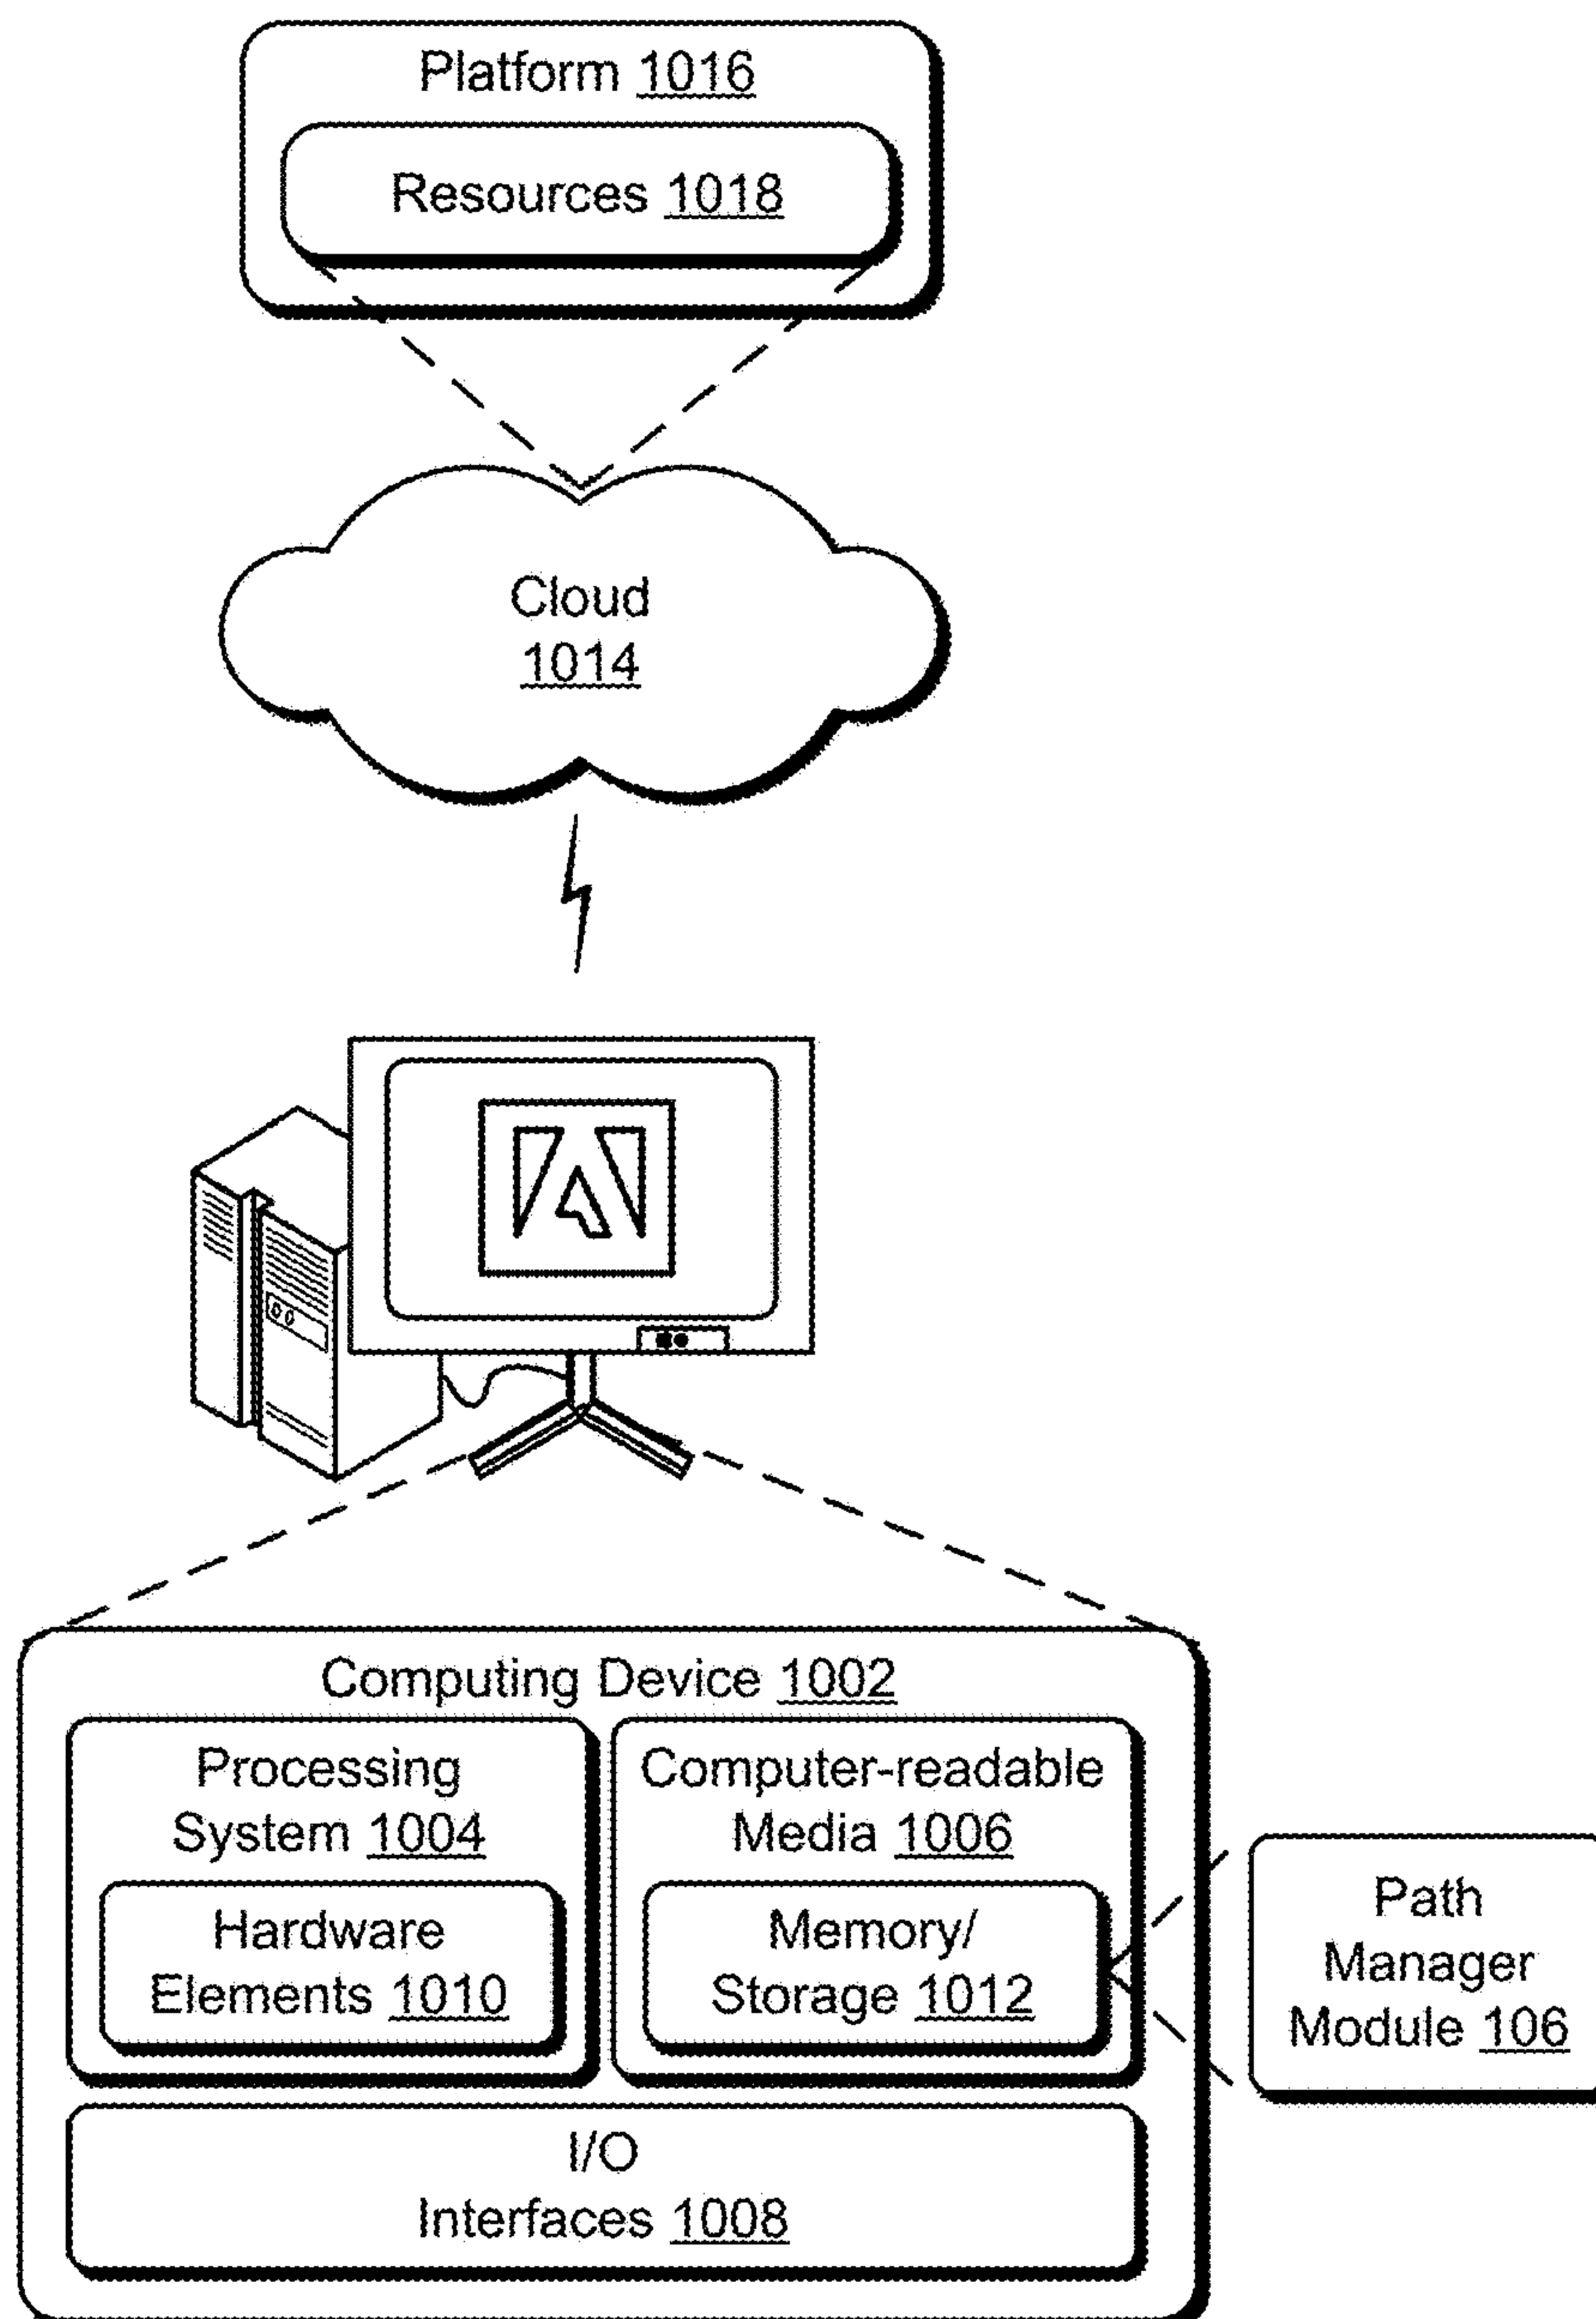 Platform 1016
Resources 1018
Cloud
1014
Computing Device 1002
Processing
System 1004
Hardware
Elements 1010
Computer-readable
Media 1006
Memory/
Storage 1012
Path
Manager
Module 106
I/O
Interfaces 1008